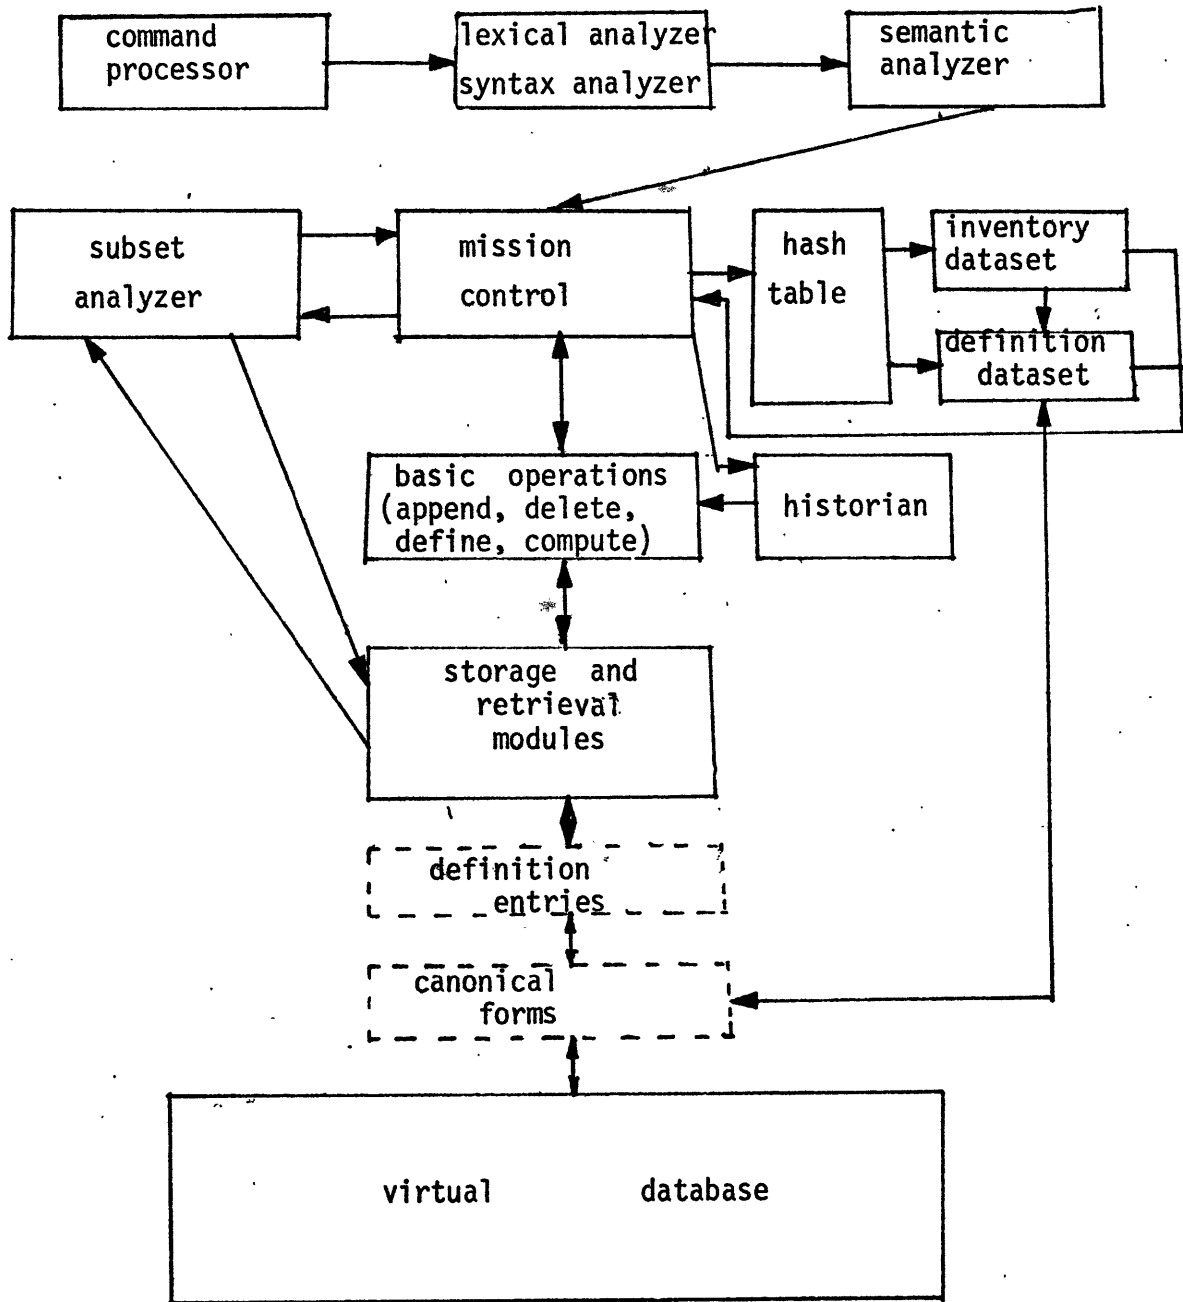 command
processor
lexical analyzer
syntax analyzer
semantic
analyzer
subset
analyzer
mission
control
hash
table
inventory
dataset
definition
dataset
basic operations
(append, delete,
define, compute)
historian
storage and
retrieval
modules
definition
entries
canonical
forms
virtual database